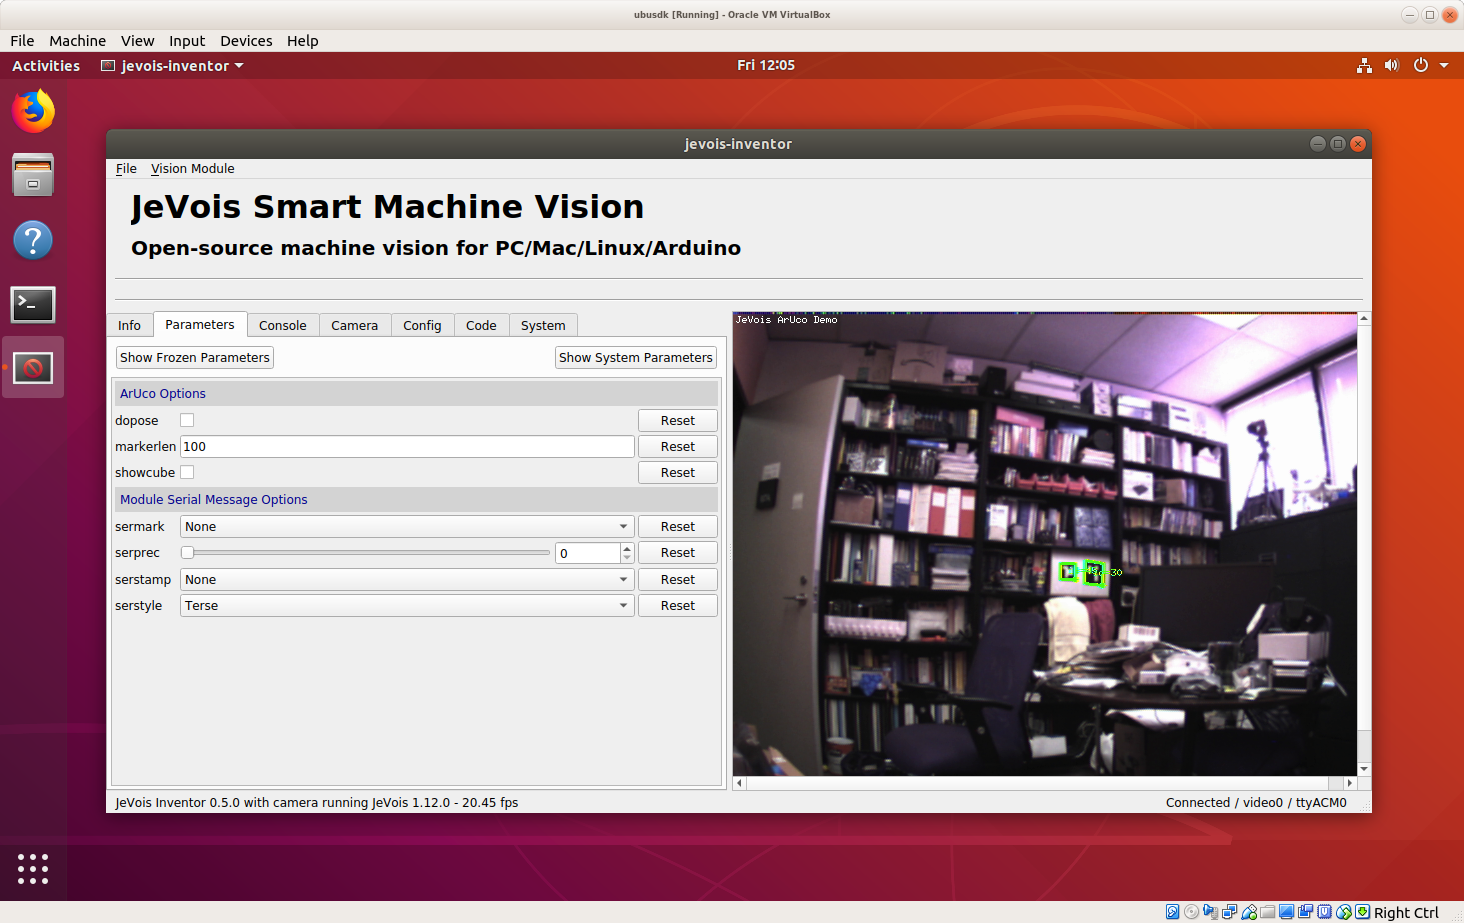 ubusdk [Running] - Oracle VM VirtualBox
File Machine View Input Devices Help
Activities jevois-inventor Fri 12:05
jevois-inventor
File Vision Module
JeVois Smart Machine Vision
Open-source machine vision for PC/Mac/Linux/Arduino
Info Parameters Console Camera Config Code System
JeVois ArUco Demo
Show Frozen Parameters Show System Parameters
ArUco Options
dopose Reset
markerlen 100 Reset
showcube Reset
Module Serial Message Options
sermark None Reset
serprec 0 Reset
serstamp None Reset
serstyle Terse Reset
JeVois Inventor 0.5.0 with camera running JeVois 1.12.0 - 20.45 fps
Connected / video0 / ttyACM0
Right Ctrl